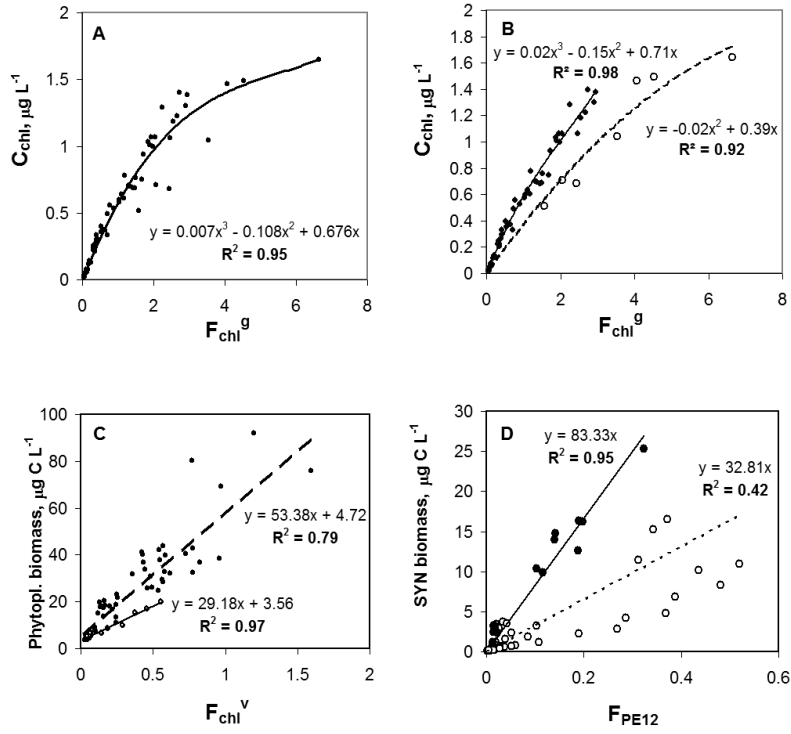 A
C_chl, µg L⁻¹
2
1.5
1
0.5
0
y = 0.007x³ - 0.108x² + 0.676x
R² = 0.95
0 2 4 6 8
F_chl^g
B
C_chl, µg L⁻¹
2
1.8
1.6
1.4
1.2
1
0.8
0.6
0.4
0.2
0
y = 0.02x³ - 0.15x² + 0.71x
R² = 0.98
y = -0.02x² + 0.39x
R² = 0.92
0 2 4 6 8
F_chl^g
C
Phytopl. biomass, µg C L⁻¹
100
80
60
40
20
0
y = 53.38x + 4.72
R² = 0.79
y = 29.18x + 3.56
R² = 0.97
0 0.5 1 1.5 2
F_chl^v
D
SYN biomass, µg C L⁻¹
30
25
20
15
10
5
0
y = 83.33x
R² = 0.95
y = 32.81x
R² = 0.42
0 0.2 0.4 0.6
F_PE12